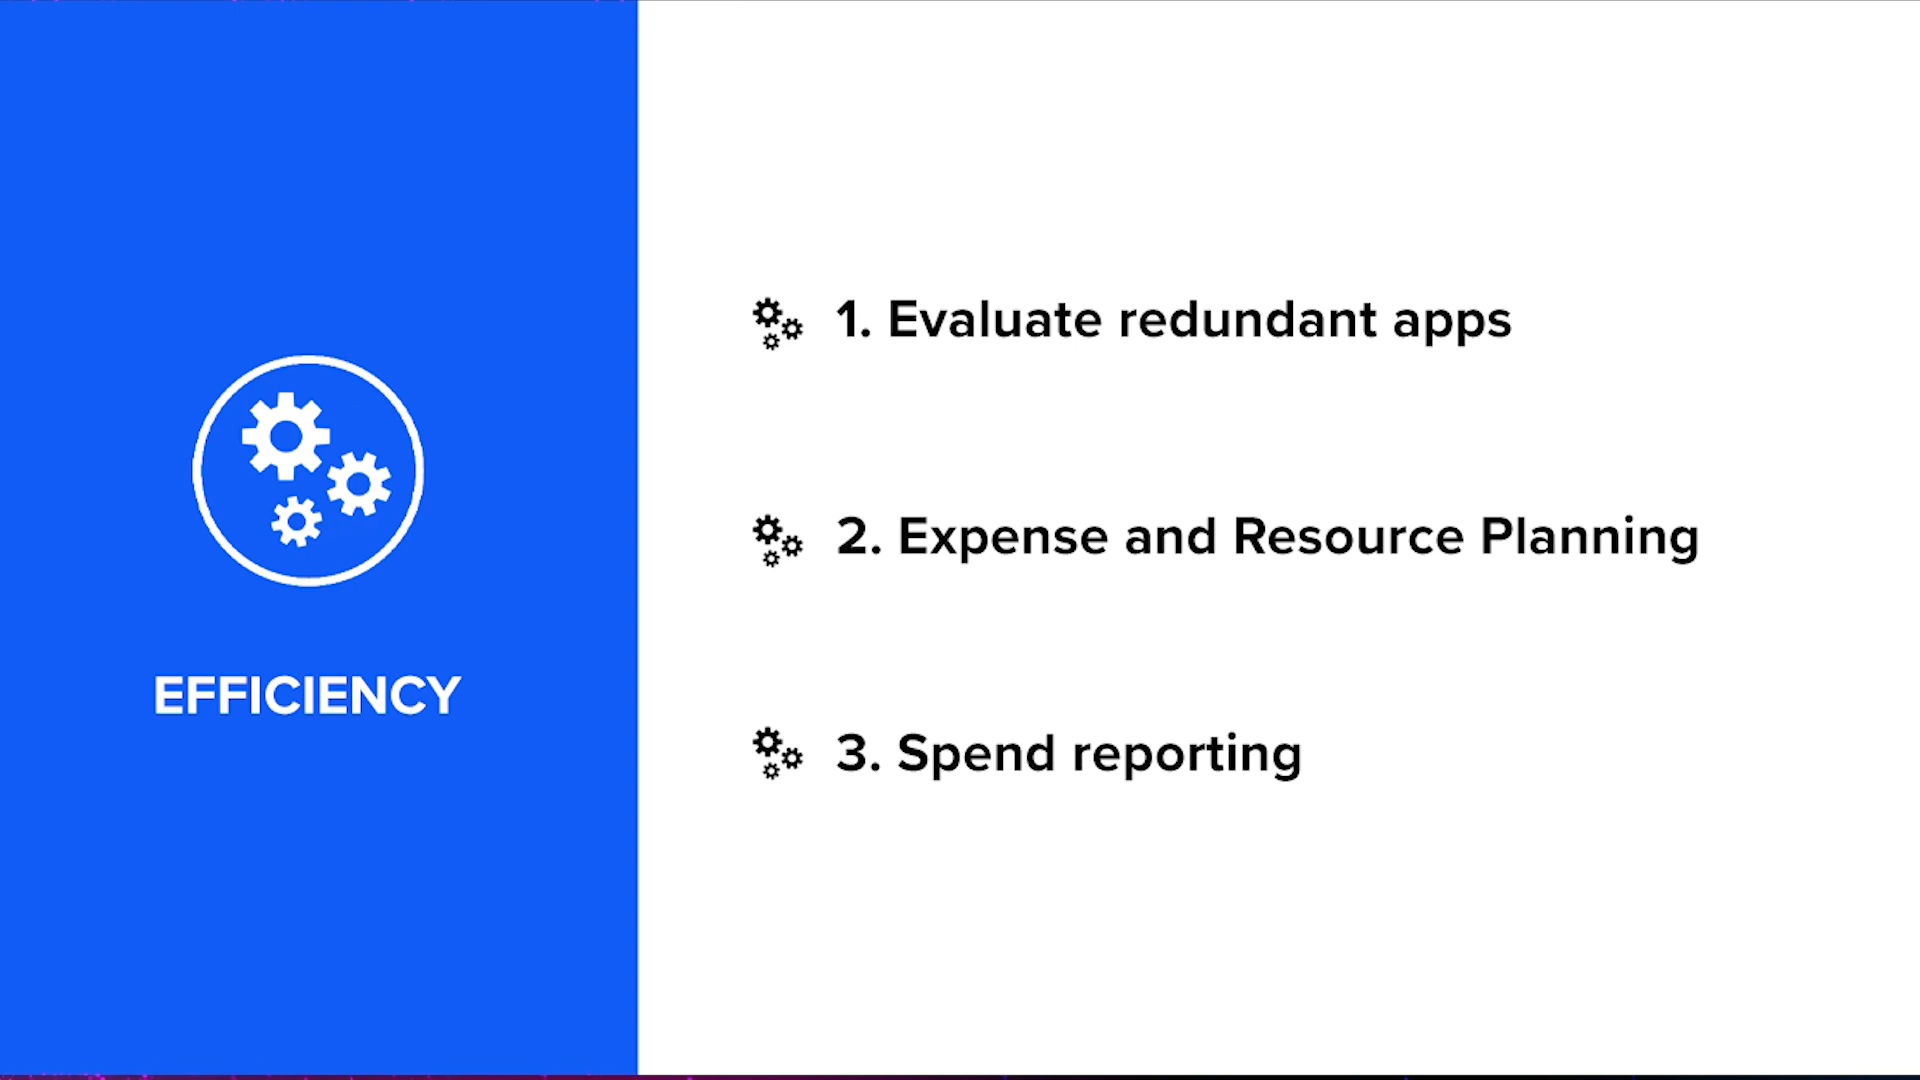 EFFICIENCY
1. Evaluate redundant apps
2. Expense and Resource Planning
3. Spend reporting